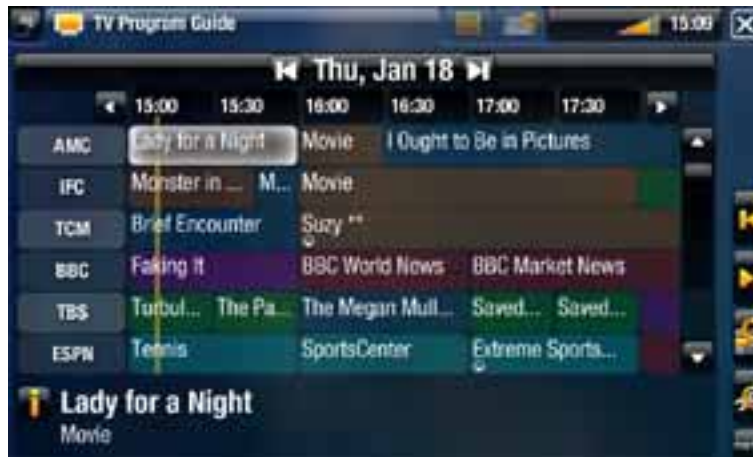 TV Program Guide 15:09
Thu, Jan 18
15:00 15:30 16:00 16:30 17:00 17:30
AMC Lady for a Night Movie I Ought to Be in Pictures
IFC Monster in ... M... Movie
TCM Brief Encounter Suzy **
BBC Faking It BBC World News BBC Market News
TBS Turbul... The Pa... The Megan Mull... Saved... Saved...
ESPN Tennis SportsCenter Extreme Sports...
Lady for a Night
Movie